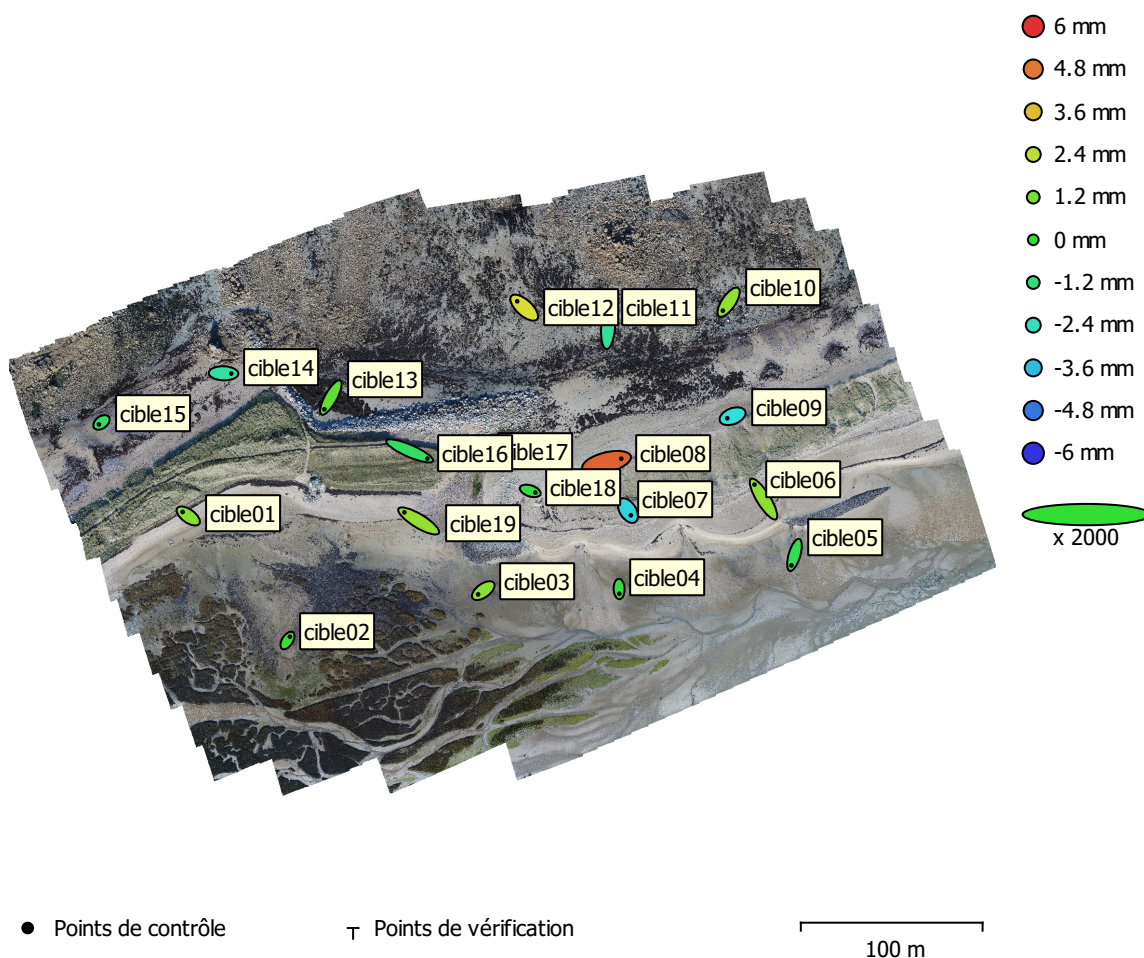 6 mm
4.8 mm
3.6 mm
2.4 mm
1.2 mm
0 mm
-1.2 mm
-2.4 mm
-3.6 mm
-4.8 mm
-6 mm
x 2000
cible10
cible12
cible11
cible14
cible13
cible15
cible09
cible16
ible17
cible08
cible18
cible06
cible01
cible19
cible07
cible05
cible03
cible04
cible02
Points de contrôle
Points de vérification
100 m